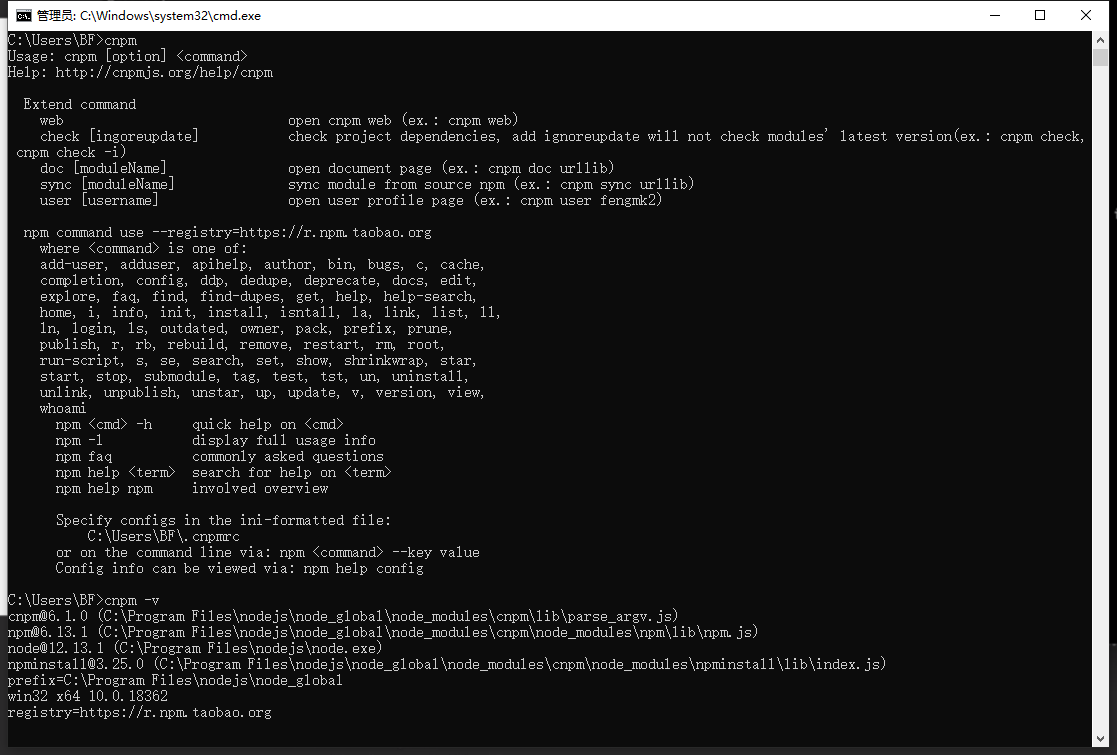 管理员: C:\Windows\system32\cmd.exe
C:\Users\BF>cnpm
Usage: cnpm [option] <command>
Help: http://cnpmjs.org/help/cnpm
Extend command
web open cnpm web (ex.: cnpm web)
check [ingoreupdate] check project dependencies, add ignoreupdate will not check modules' latest version(ex.: cnpm check,
cnpm check -i)
doc [moduleName] open document page (ex.: cnpm doc urllib)
sync [moduleName] sync module from source npm (ex.: cnpm sync urllib)
user [username] open user profile page (ex.: cnpm user fengmk2)
npm command use --registry=https://r.npm.taobao.org
where <command> is one of:
add-user, adduser, apihelp, author, bin, bugs, c, cache,
completion, config, ddp, dedupe, deprecate, docs, edit,
explore, faq, find, find-dupes, get, help, help-search,
home, i, info, init, install, isntall, la, link, list, ll,
ln, login, ls, outdated, owner, pack, prefix, prune,
publish, r, rb, rebuild, remove, restart, rm, root,
run-script, s, se, search, set, show, shrinkwrap, star,
start, stop, submodule, tag, test, tst, un, uninstall,
unlink, unpublish, unstar, up, update, v, version, view,
whoami
npm <cmd> -h quick help on <cmd>
npm -l display full usage info
npm faq commonly asked questions
npm help <term> search for help on <term>
npm help npm involved overview
Specify configs in the ini-formatted file:
C:\Users\BF\.cnpmrc
or on the command line via: npm <command> --key value
Config info can be viewed via: npm help config
C:\Users\BF>cnpm -v
cnpm@6.1.0 (C:\Program Files\nodejs\node_global\node_modules\cnpm\lib\parse_argv.js)
npm@6.13.1 (C:\Program Files\nodejs\node_global\node_modules\cnpm\node_modules\npm\lib\npm.js)
node@12.13.1 (C:\Program Files\nodejs\node.exe)
npminstall@3.25.0 (C:\Program Files\nodejs\node_global\node_modules\cnpm\node_modules\npminstall\lib\index.js)
prefix=C:\Program Files\nodejs\node_global
win32 x64 10.0.18362
registry=https://r.npm.taobao.org